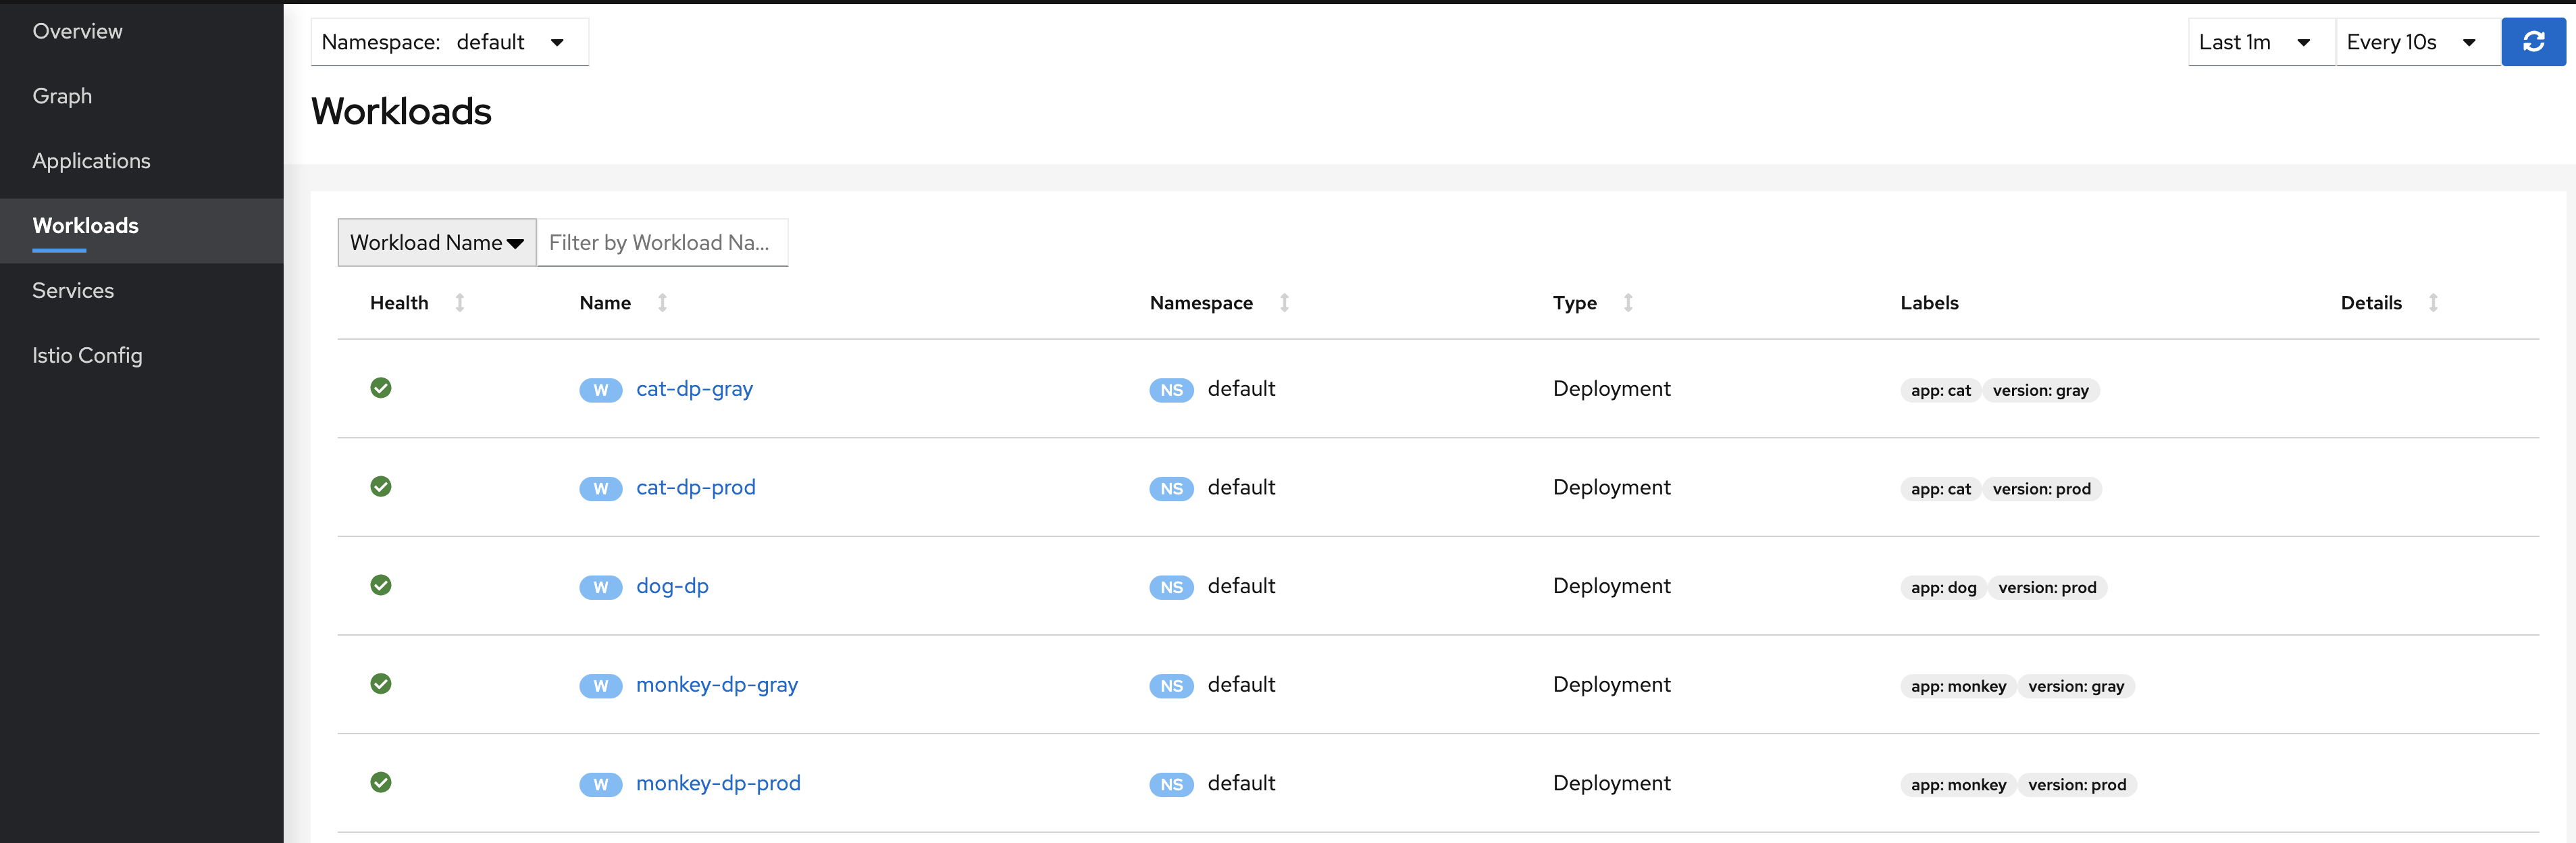 Overview
Graph
Applications
Workloads
Services
Istio Config
Namespace: default
Last 1m Every 10s
Workloads
Workload Name Filter by Workload Na...
Health Name Namespace Type Labels Details
W cat-dp-gray NS default Deployment app: cat version: gray
W cat-dp-prod NS default Deployment app: cat version: prod
W dog-dp NS default Deployment app: dog version: prod
W monkey-dp-gray NS default Deployment app: monkey version: gray
W monkey-dp-prod NS default Deployment app: monkey version: prod